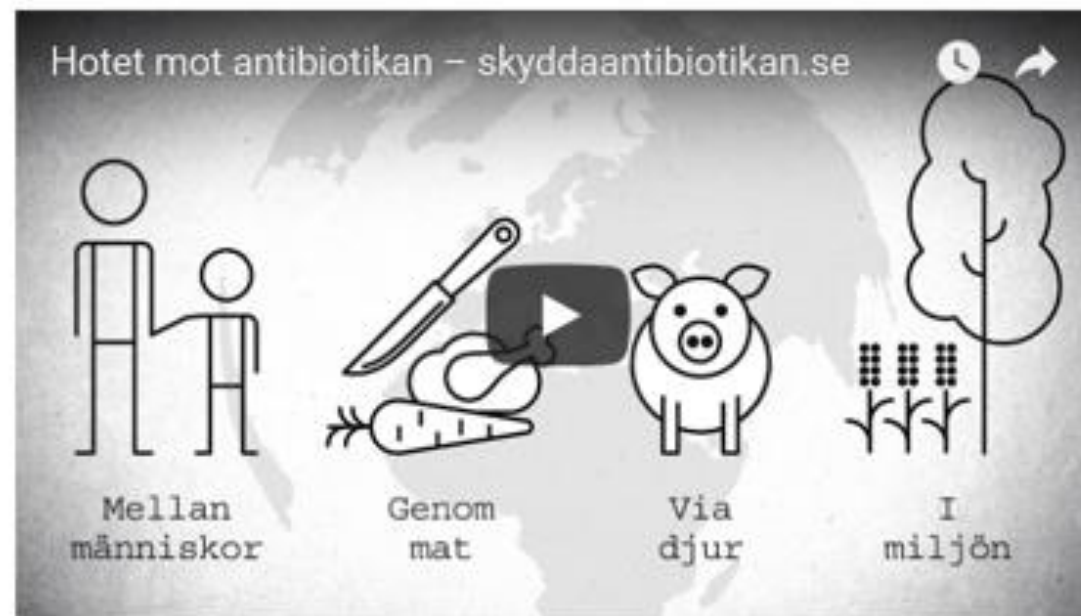 Hotet mot antibiotikan – skyddaantibiotikan.se
Mellan
människor
Genom
mat
Via
djur
I
miljön